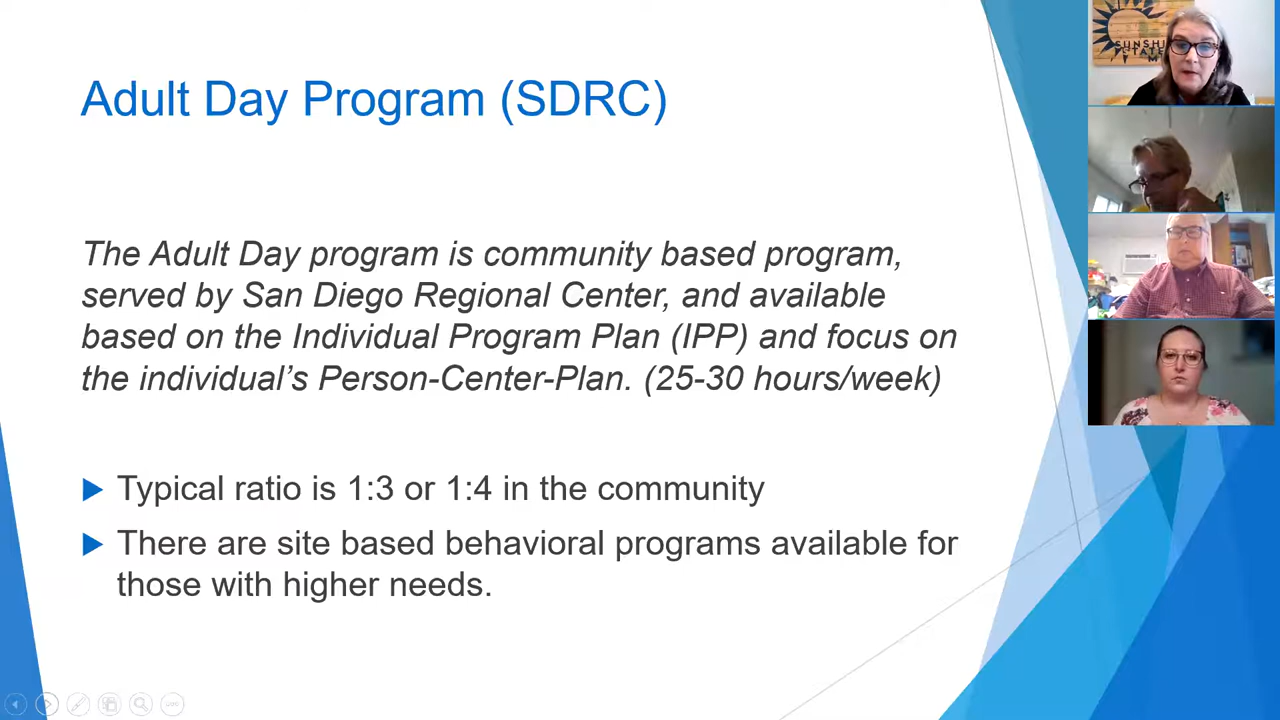 Adult Day Program (SDRC)
The Adult Day program is community based program,
served by San Diego Regional Center, and available
based on the Individual Program Plan (IPP) and focus on
the individual's Person-Center-Plan. (25-30 hours/week)
Typical ratio is 1:3 or 1:4 in the community
There are site based behavioral programs available for
those with higher needs.